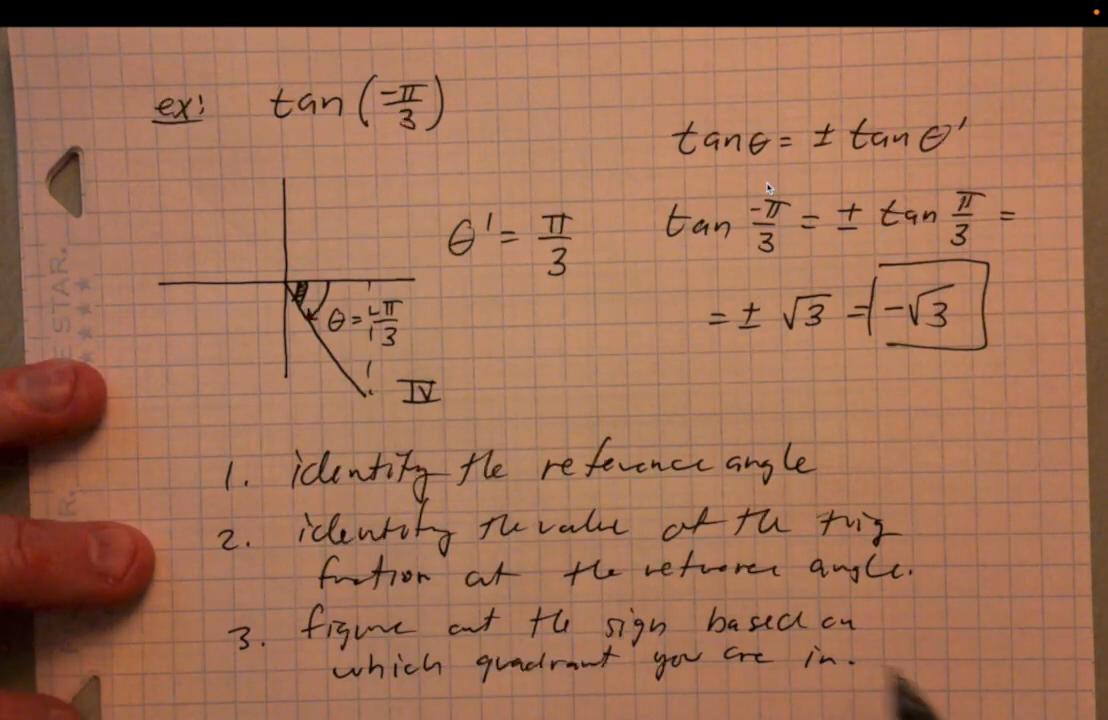 ex: tan (-π/3)
tanθ = ± tan θ'
θ' = π/3
tan -π/3 = ± tan π/3 =
= ± √3 = -√3
θ = -π/3
IV
1. identify the reference angle
2. identify the value of the trig
function at the reference angle.
3. figure out the sign based on
which quadrant you are in.
STAR.